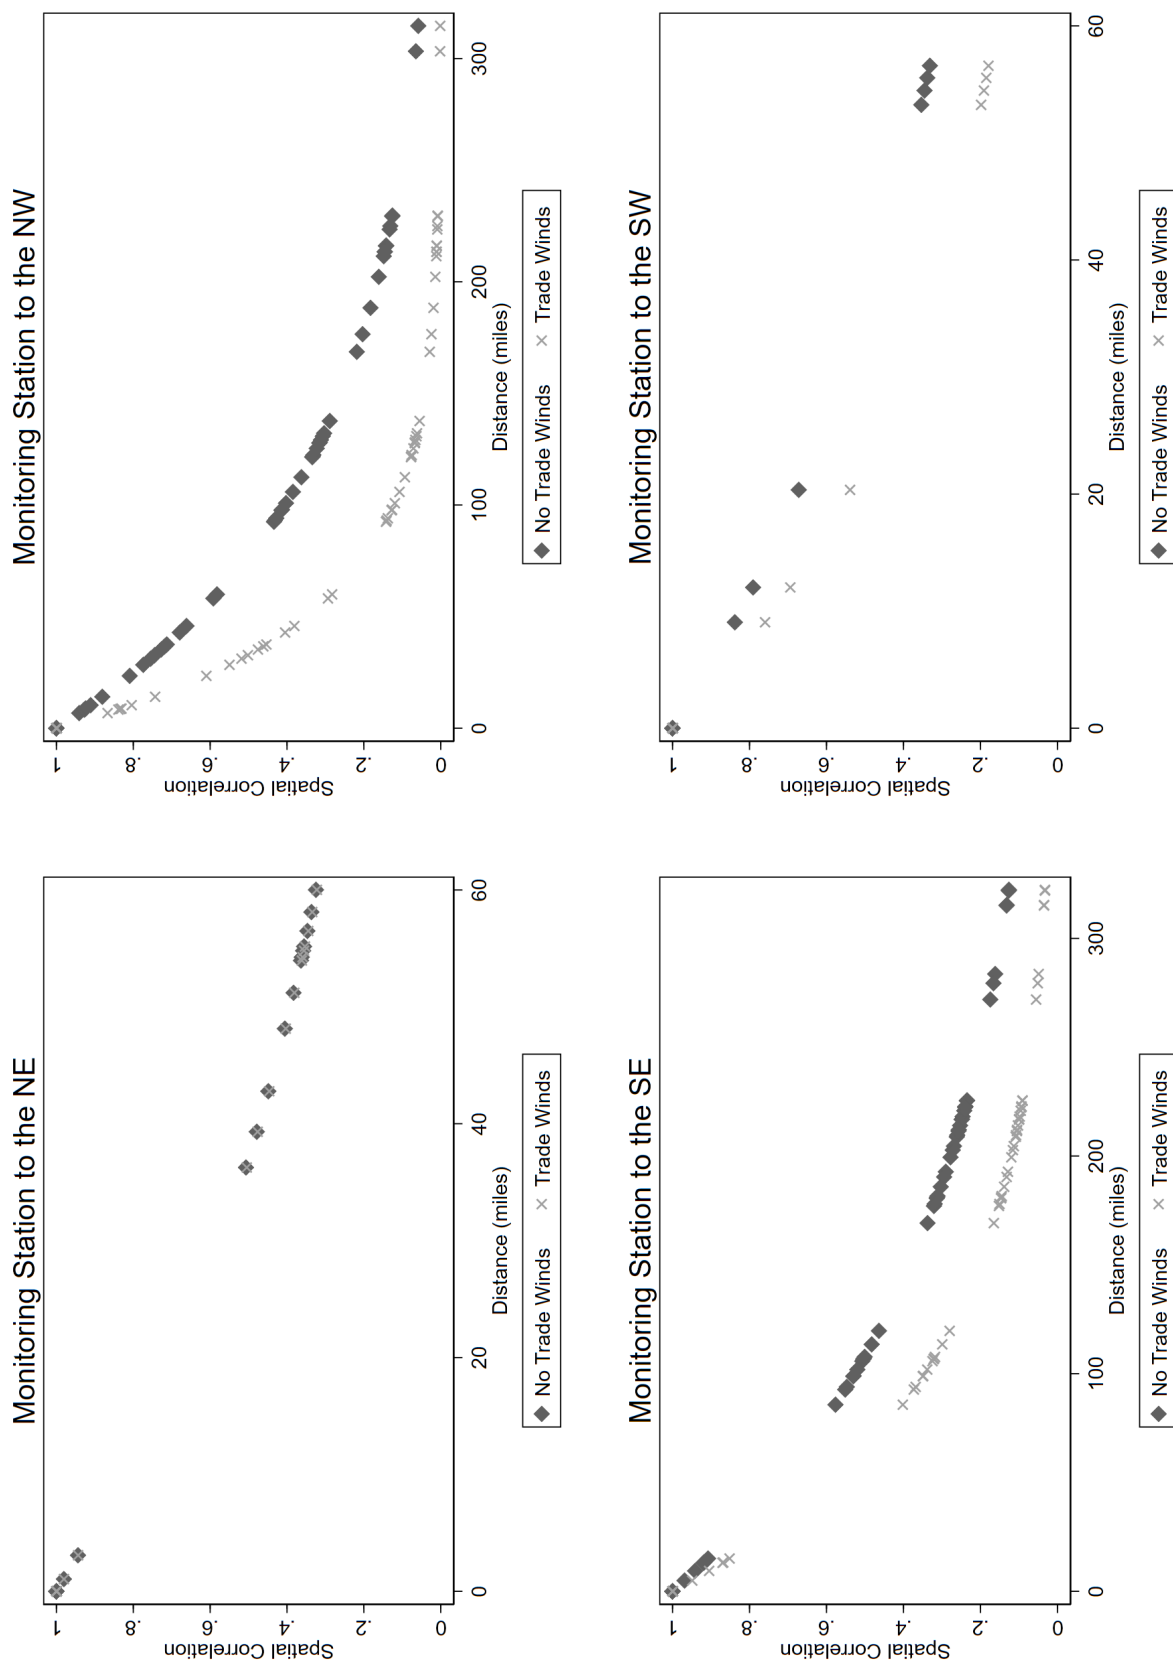 Monitoring Station to the NE
Spatial Correlation
1
.8
.6
.4
.2
0
0
20
40
60
Distance (miles)
No Trade Winds
Trade Winds
Monitoring Station to the NW
Spatial Correlation
1
.8
.6
.4
.2
0
0
100
200
300
Distance (miles)
No Trade Winds
Trade Winds
Monitoring Station to the SE
Spatial Correlation
1
.8
.6
.4
.2
0
0
100
200
300
Distance (miles)
No Trade Winds
Trade Winds
Monitoring Station to the SW
Spatial Correlation
1
.8
.6
.4
.2
0
0
20
40
60
Distance (miles)
No Trade Winds
Trade Winds